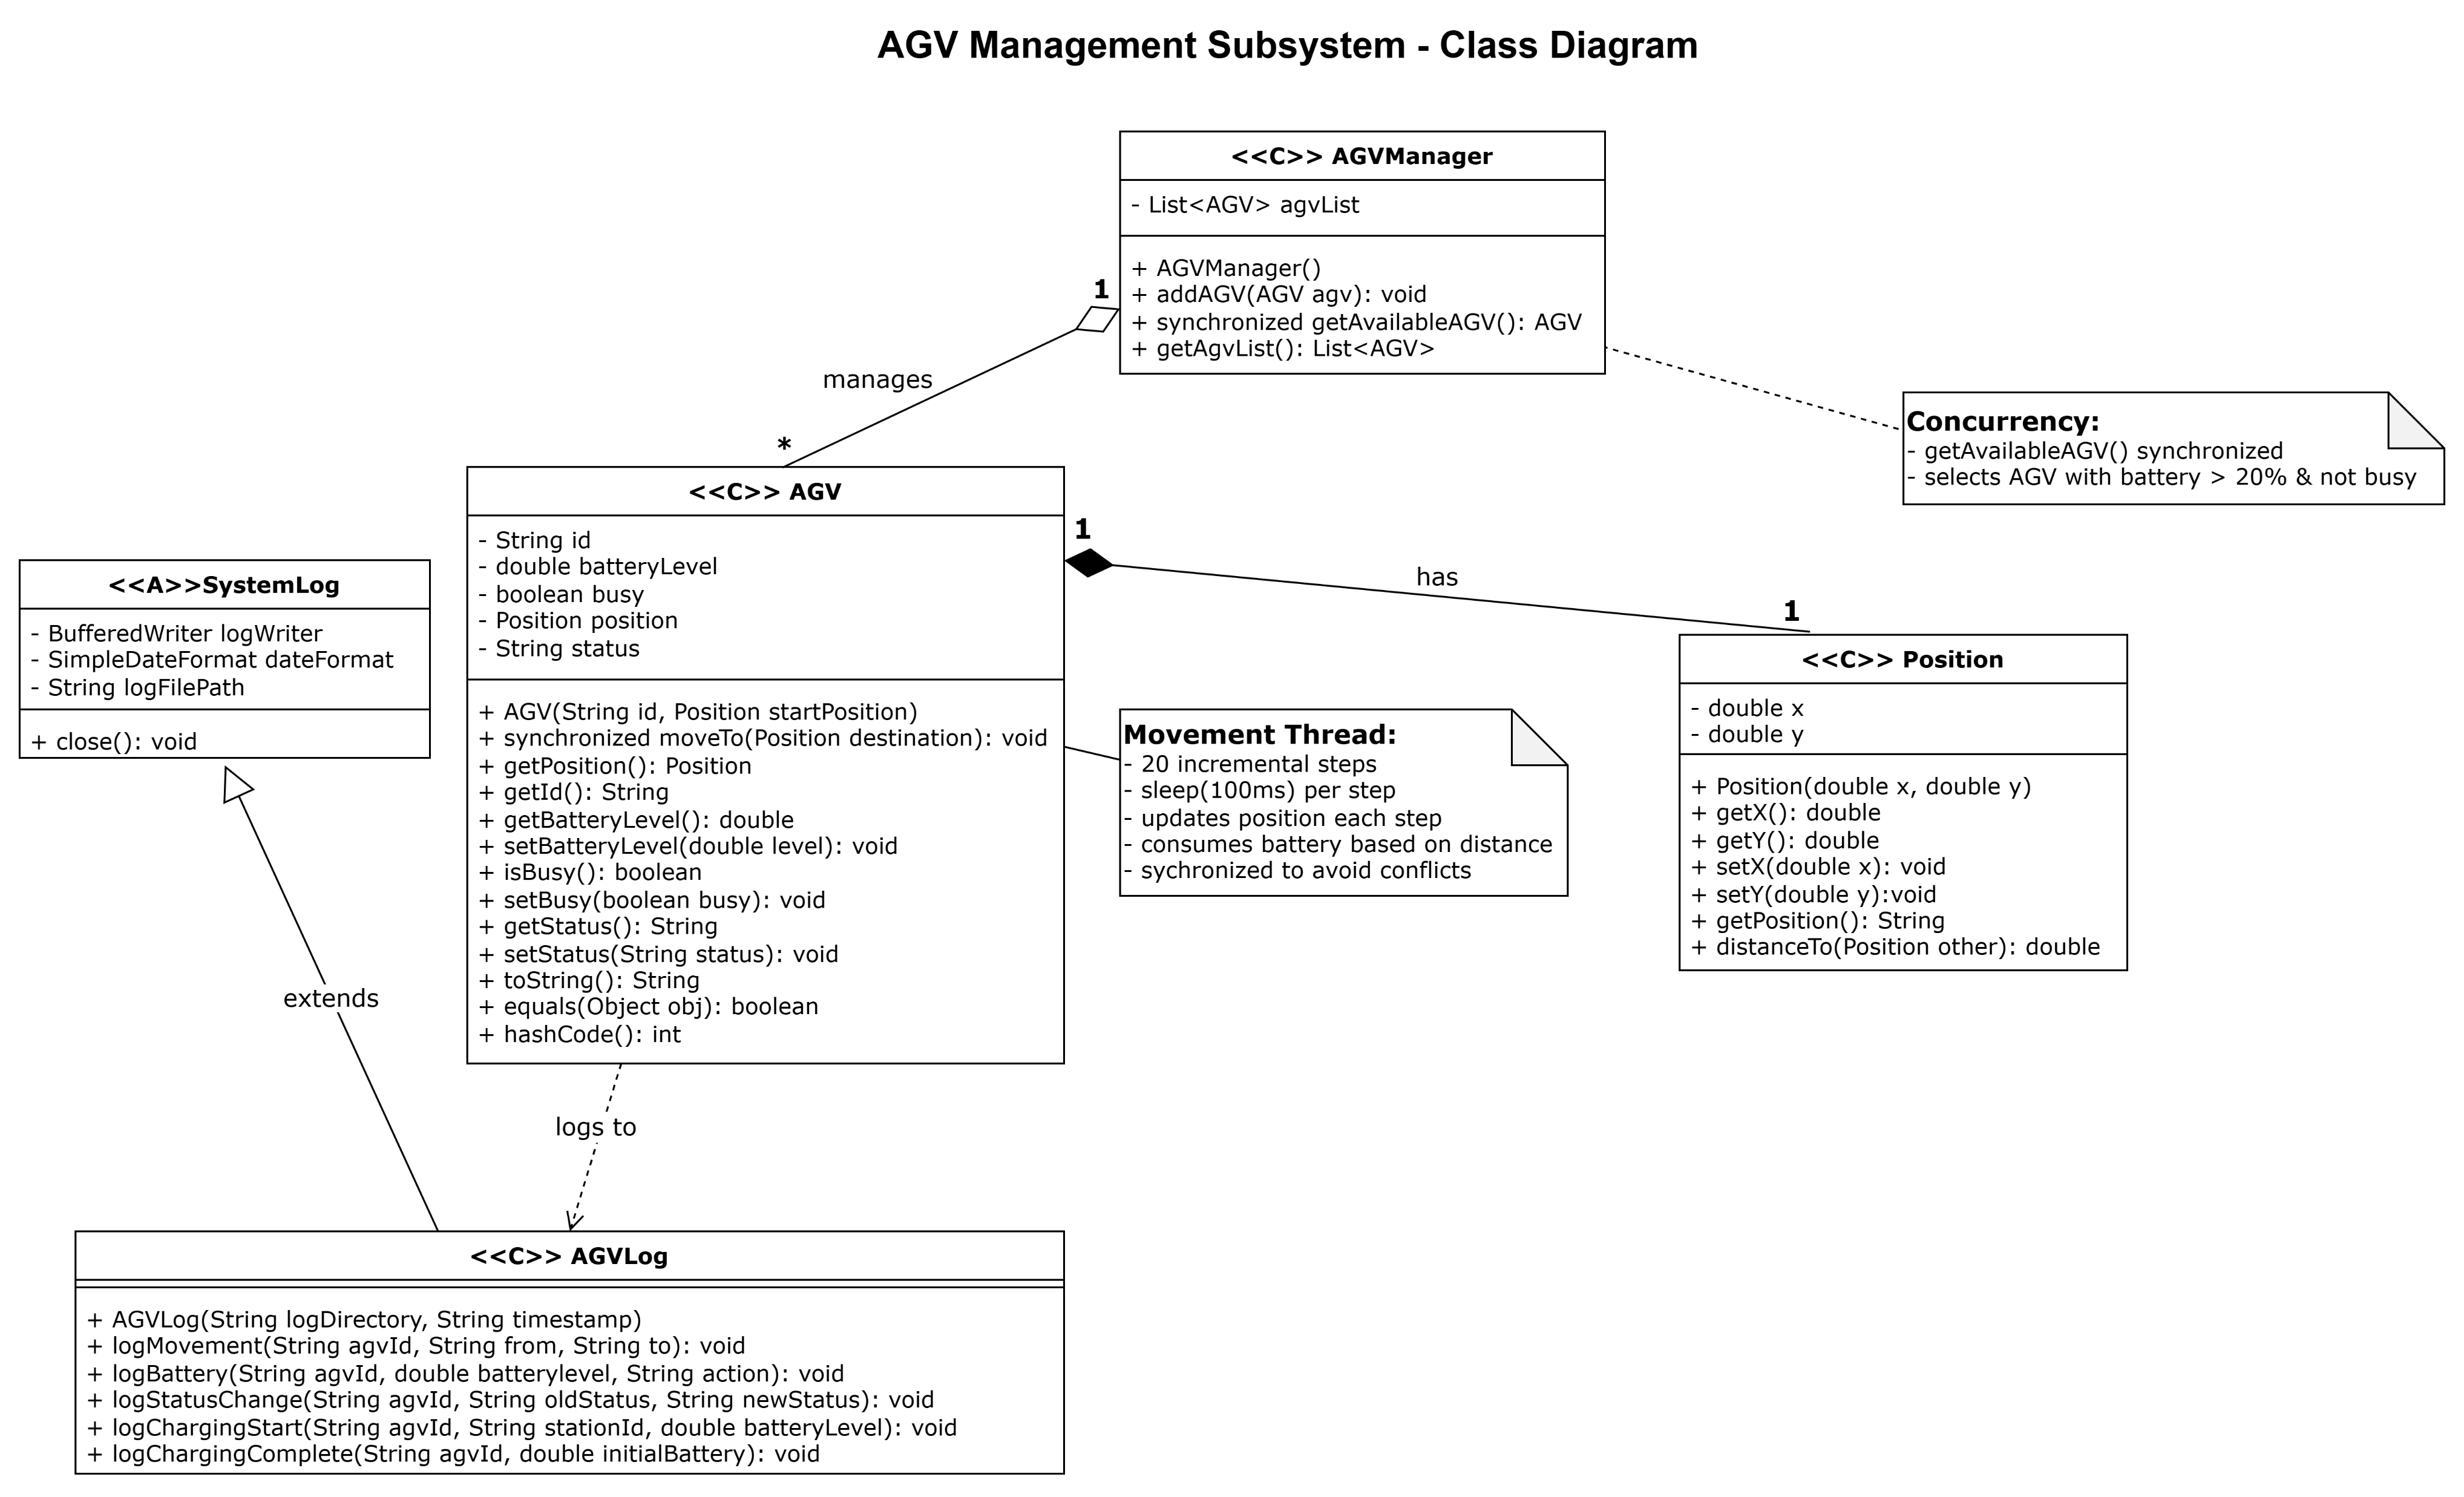 AGV Management Subsystem - Class Diagram
<<C>> AGVManager
- List<AGV> agvList
+ AGVManager()
+ addAGV(AGV agv): void
+ synchronized getAvailableAGV(): AGV
+ getAgvList(): List<AGV>
1
manages
*
Concurrency:
- getAvailableAGV() synchronized
- selects AGV with battery > 20% & not busy
<<C>> AGV
- String id
- double batteryLevel
- boolean busy
- Position position
- String status
+ AGV(String id, Position startPosition)
+ synchronized moveTo(Position destination): void
+ getPosition(): Position
+ getId(): String
+ getBatteryLevel(): double
+ setBatteryLevel(double level): void
+ isBusy(): boolean
+ setBusy(boolean busy): void
+ getStatus(): String
+ setStatus(String status): void
+ toString(): String
+ equals(Object obj): boolean
+ hashCode(): int
1
has
1
<<A>>SystemLog
- BufferedWriter logWriter
- SimpleDateFormat dateFormat
- String logFilePath
+ close(): void
Movement Thread:
- 20 incremental steps
- sleep(100ms) per step
- updates position each step
- consumes battery based on distance
- sychronized to avoid conflicts
<<C>> Position
- double x
- double y
+ Position(double x, double y)
+ getX(): double
+ getY(): double
+ setX(double x): void
+ setY(double y):void
+ getPosition(): String
+ distanceTo(Position other): double
extends
logs to
<<C>> AGVLog
+ AGVLog(String logDirectory, String timestamp)
+ logMovement(String agvId, String from, String to): void
+ logBattery(String agvId, double batterylevel, String action): void
+ logStatusChange(String agvId, String oldStatus, String newStatus): void
+ logChargingStart(String agvId, String stationId, double batteryLevel): void
+ logChargingComplete(String agvId, double initialBattery): void